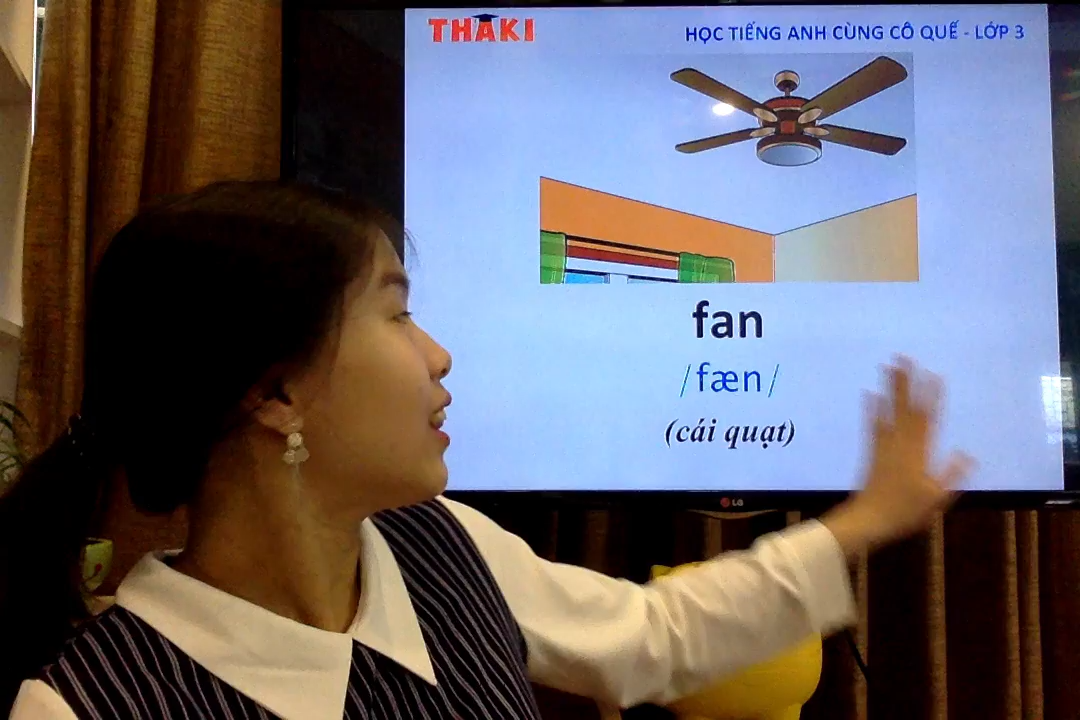 THAKI
HỌC TIẾNG ANH CÙNG CÔ QUẾ - LỚP 3
fan
/fæn/
(cái quạt)
LG